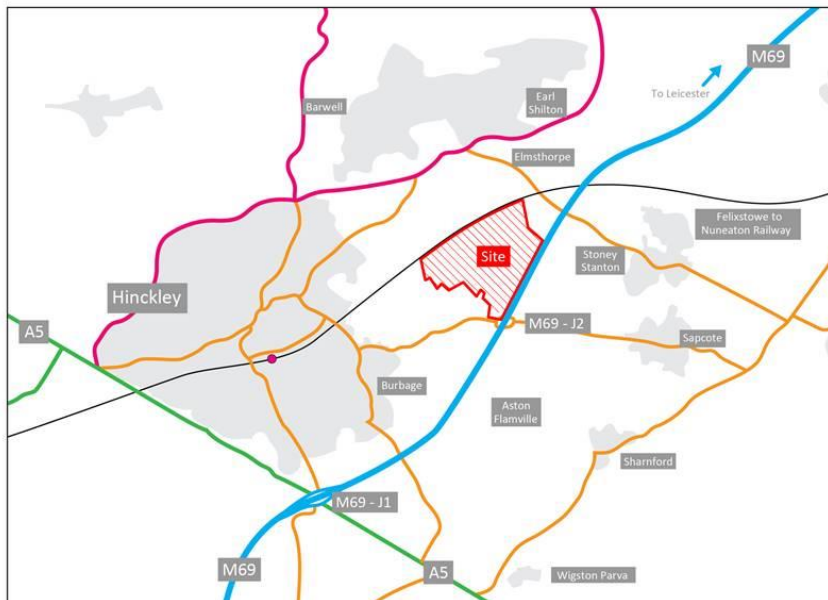 M69
To Leicester
Barwell
Earl
Shilton
Elmsthorpe
Felixstowe to
Nuneaton Railway
Site
Stoney
Stanton
Hinckley
A5
M69 - J2
Sapcote
Burbage
Aston
Flamville
Sharnford
M69 - J1
M69
A5
Wigston Parva